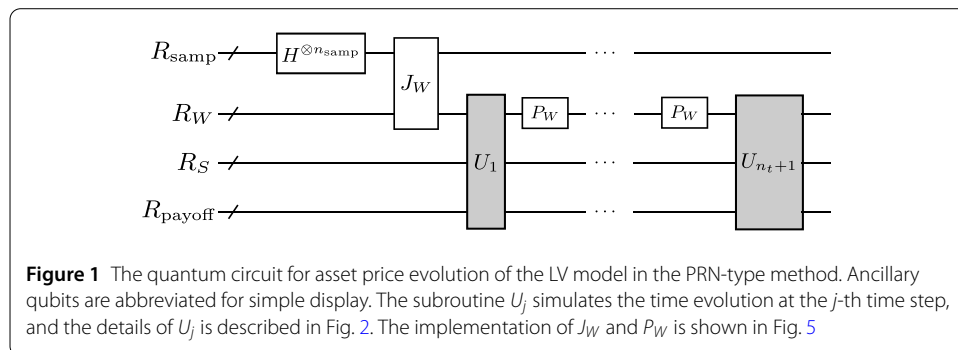 R_samp H^{⊗n_samp} J_W ···
R_W P_W ··· P_W
R_S U_1 ··· U_{n_t+1}
R_payoff ···
Figure 1 The quantum circuit for asset price evolution of the LV model in the PRN-type method. Ancillary
qubits are abbreviated for simple display. The subroutine U_j simulates the time evolution at the j-th time step,
and the details of U_j is described in Fig. 2. The implementation of J_W and P_W is shown in Fig. 5